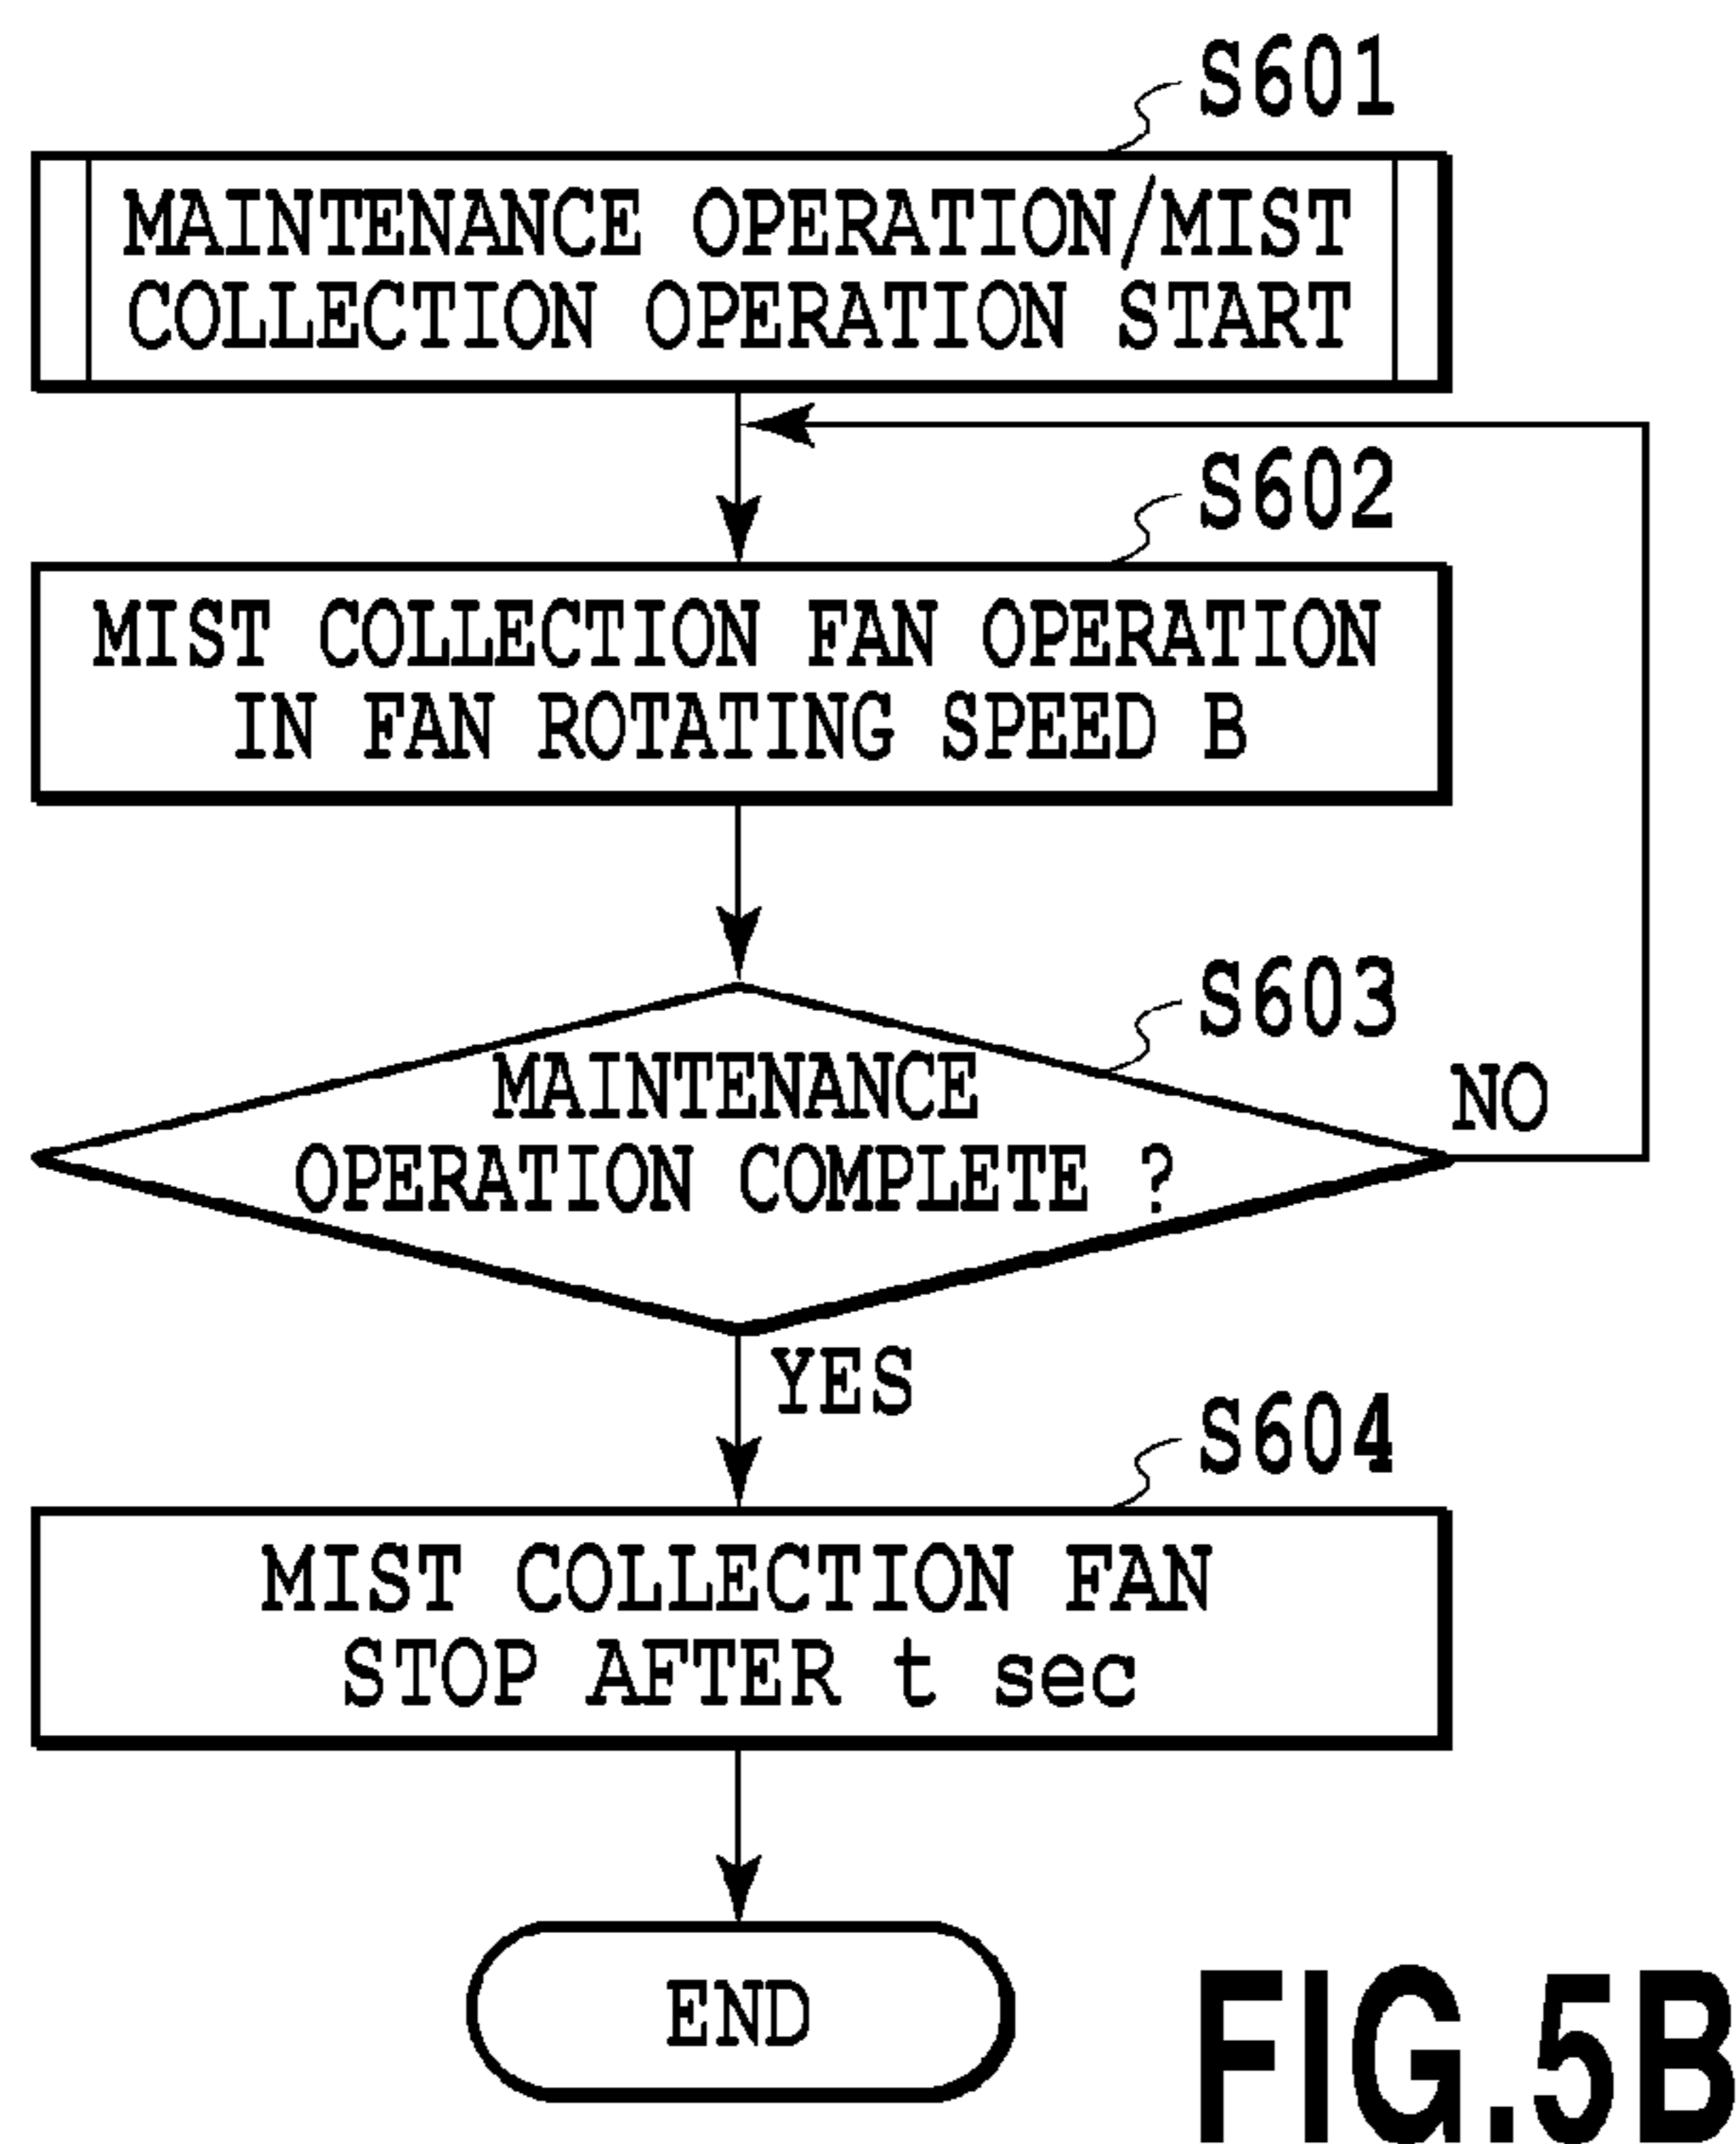 S601
MAINTENANCE OPERATION/MIST
COLLECTION OPERATION START
S602
MIST COLLECTION FAN OPERATION
IN FAN ROTATING SPEED B
S603
MAINTENANCE
OPERATION COMPLETE ?
NO
YES
S604
MIST COLLECTION FAN
STOP AFTER t sec
END
FIG.5B